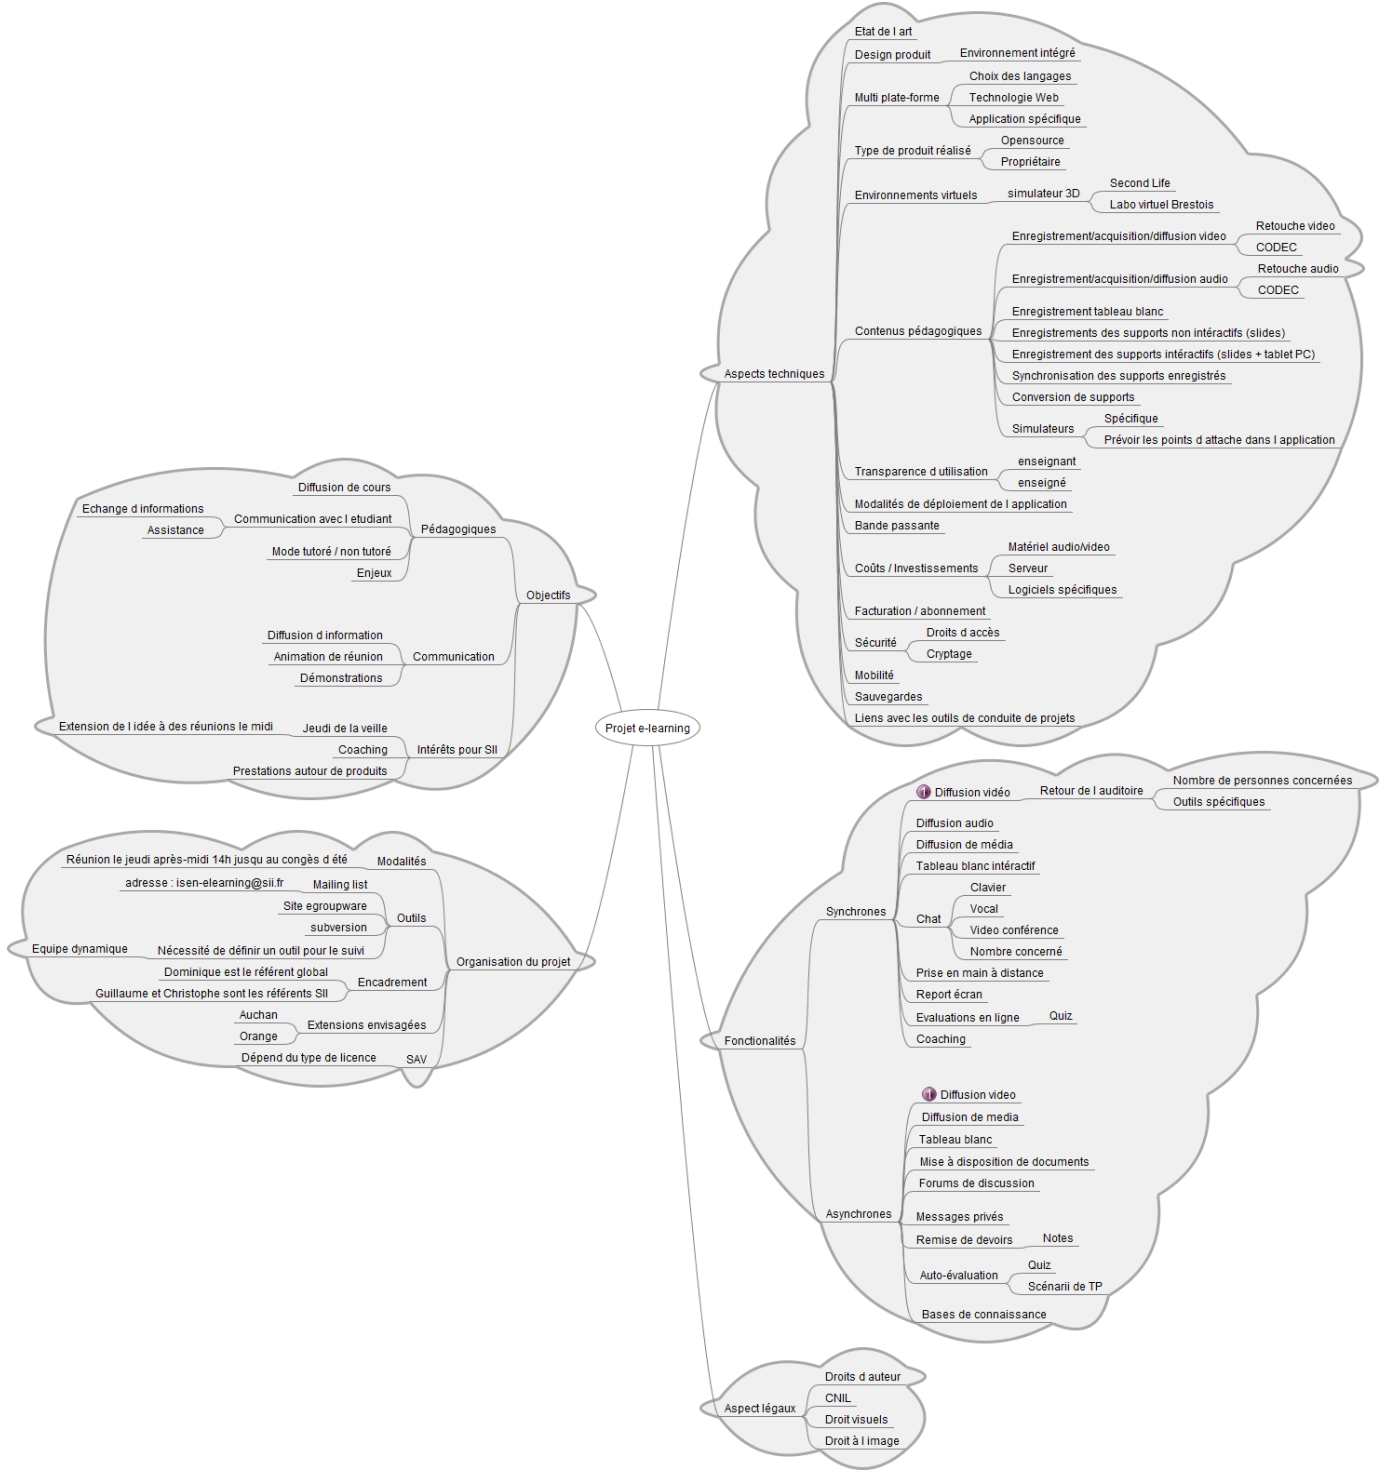 Projet e-learning
Aspects techniques
Etat de l art
Design produit
Environnement intégré
Multi plate-forme
Choix des langages
Technologie Web
Application spécifique
Type de produit réalisé
Opensource
Propriétaire
Environnements virtuels
simulateur 3D
Second Life
Labo virtuel Brestois
Contenus pédagogiques
Enregistrement/acquisition/diffusion video
Retouche video
CODEC
Enregistrement/acquisition/diffusion audio
Retouche audio
CODEC
Enregistrement tableau blanc
Enregistrements des supports non intéractifs (slides)
Enregistrement des supports intéractifs (slides + tablet PC)
Synchronisation des supports enregistrés
Conversion de supports
Simulateurs
Spécifique
Prévoir les points d attache dans l application
Transparence d utilisation
enseignant
enseigné
Modalités de déploiement de l application
Bande passante
Coûts / Investissements
Matériel audio/video
Serveur
Logiciels spécifiques
Facturation / abonnement
Sécurité
Droits d accès
Cryptage
Mobilité
Sauvegardes
Liens avec les outils de conduite de projets
Fonctionalités
Synchrones
Diffusion vidéo
Retour de l auditoire
Nombre de personnes concernées
Outils spécifiques
Diffusion audio
Diffusion de média
Tableau blanc intéractif
Chat
Clavier
Vocal
Video conférence
Nombre concerné
Prise en main à distance
Report écran
Evaluations en ligne
Quiz
Coaching
Asynchrones
Diffusion video
Diffusion de media
Tableau blanc
Mise à disposition de documents
Forums de discussion
Messages privés
Remise de devoirs
Notes
Auto-évaluation
Quiz
Scénarii de TP
Bases de connaissance
Aspect légaux
Droits d auteur
CNIL
Droit visuels
Droit à l image
Objectifs
Pédagogiques
Diffusion de cours
Communication avec l etudiant
Echange d informations
Assistance
Mode tutoré / non tutoré
Enjeux
Communication
Diffusion d information
Animation de réunion
Démonstrations
Intérêts pour SII
Jeudi de la veille
Extension de l idée à des réunions le midi
Coaching
Prestations autour de produits
Organisation du projet
Modalités
Réunion le jeudi après-midi 14h jusqu au congès d été
Outils
Mailing list
adresse : isen-elearning@sii.fr
Site egroupware
subversion
Nécessité de définir un outil pour le suivi
Equipe dynamique
Encadrement
Dominique est le référent global
Guillaume et Christophe sont les référents SII
Extensions envisagées
Auchan
Orange
SAV
Dépend du type de licence